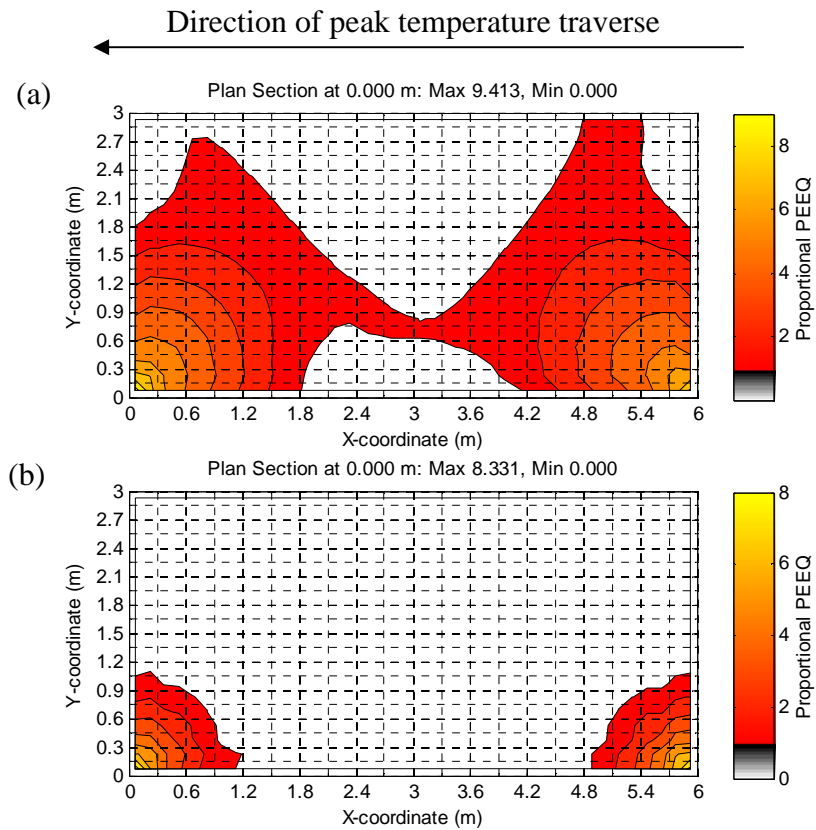 Direction of peak temperature traverse
(a)
Plan Section at 0.000 m: Max 9.413, Min 0.000
3
2.7
2.4
2.1
1.8
1.5
1.2
0.9
0.6
0.3
0
Y-coordinate (m)
0 0.6 1.2 1.8 2.4 3 3.6 4.2 4.8 5.4 6
X-coordinate (m)
8
6
4
2
Proportional PEEQ
(b)
Plan Section at 0.000 m: Max 8.331, Min 0.000
3
2.7
2.4
2.1
1.8
1.5
1.2
0.9
0.6
0.3
0
Y-coordinate (m)
0 0.6 1.2 1.8 2.4 3 3.6 4.2 4.8 5.4 6
X-coordinate (m)
8
6
4
2
0
Proportional PEEQ